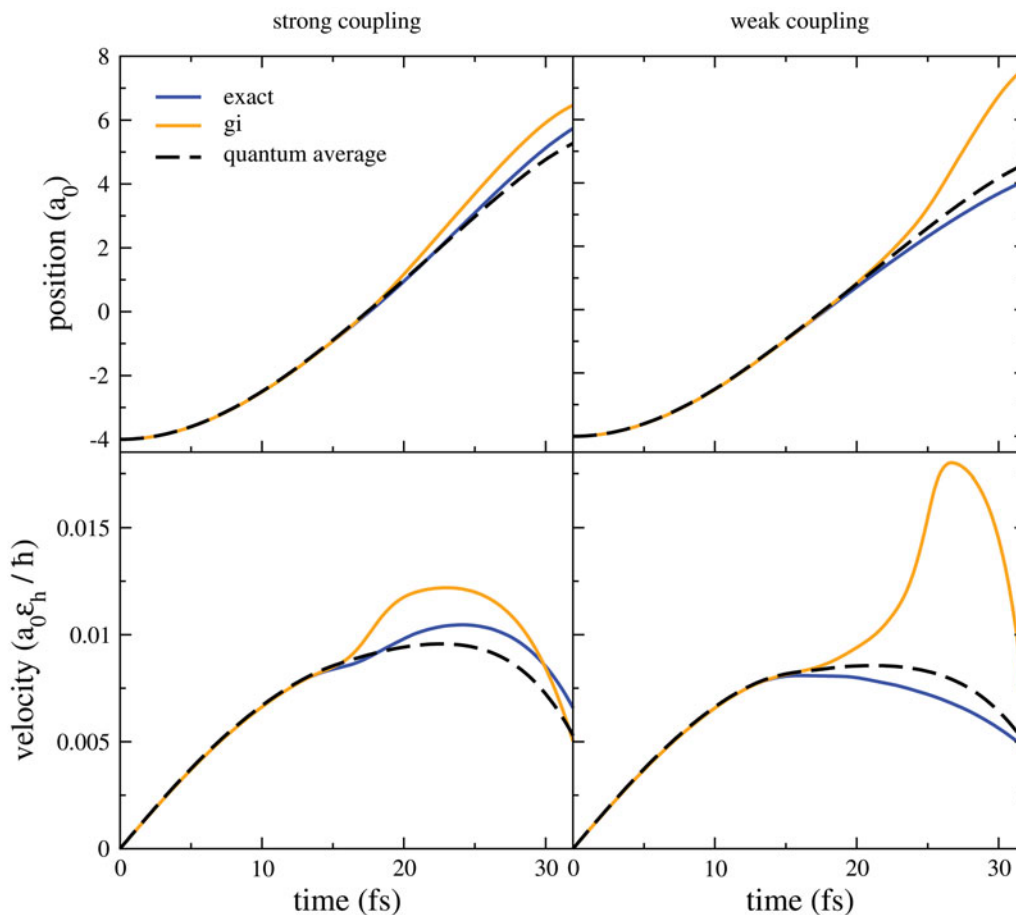 strong coupling
weak coupling
8
6
4
2
0
-2
-4
position (a₀)
exact
gi
quantum average
0.015
0.01
0.005
0
velocity (a₀ε_h / ħ)
0 10 20 30
0 10 20 30
time (fs)
time (fs)